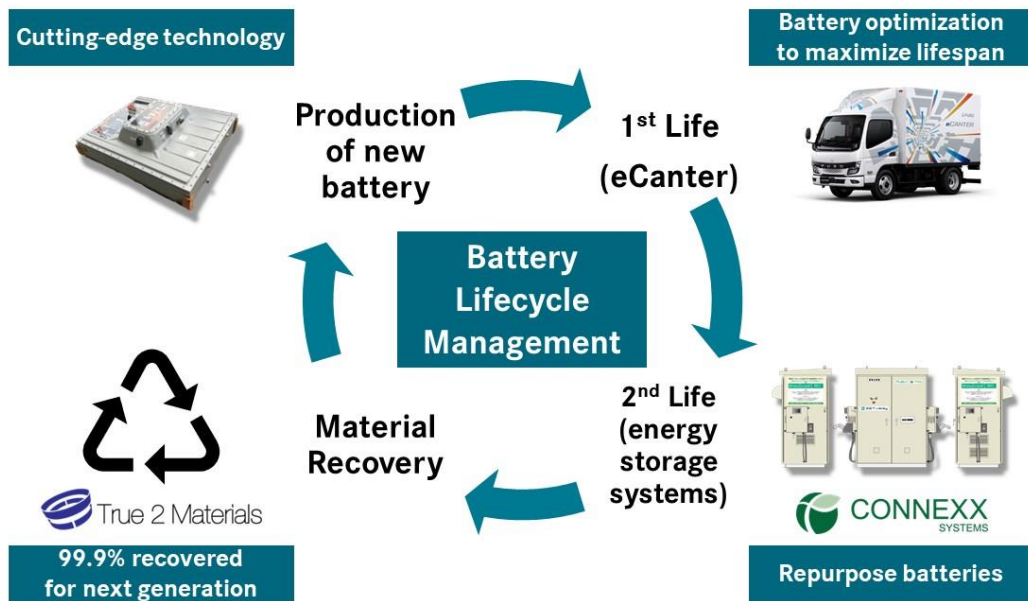 Cutting-edge technology
Battery optimization
to maximize lifespan
Production
of new
battery
1st Life
(eCanter)
CANTER
Battery
Lifecycle
Management
Material
Recovery
2nd Life
(energy
storage
systems)
True 2 Materials
CONNEXX
SYSTEMS
99.9% recovered
for next generation
Repurpose batteries